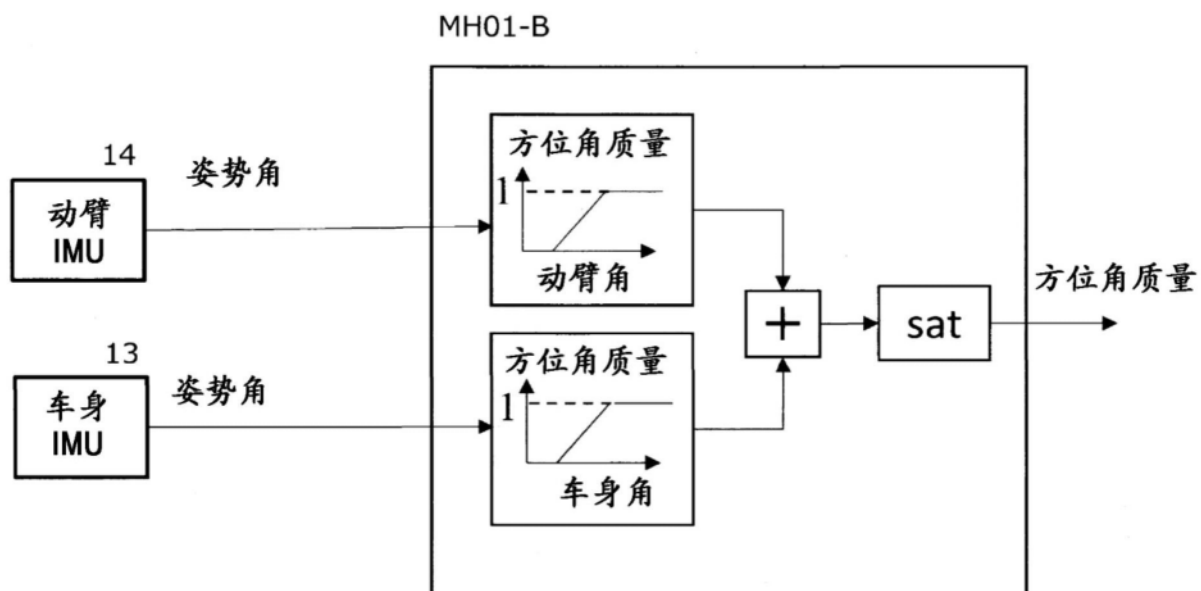 MH01-B
14
姿势角
动臂
IMU
方位角质量
1
动臂角
13
姿势角
车身
IMU
方位角质量
1
车身角
+
sat
方位角质量